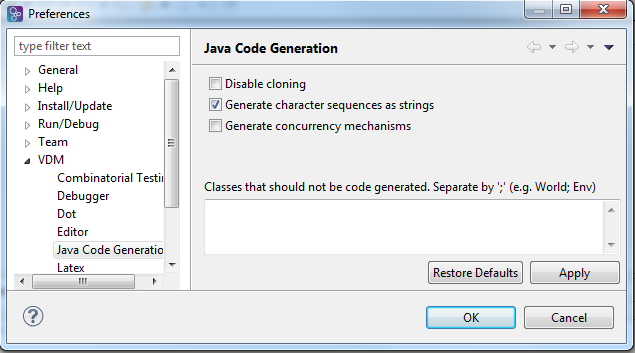 Preferences
type filter text
General
Help
Install/Update
Run/Debug
Team
VDM
Combinatorial Testin
Debugger
Dot
Editor
Java Code Generatio
Latex
Java Code Generation
Disable cloning
Generate character sequences as strings
Generate concurrency mechanisms
Classes that should not be code generated. Separate by ';' (e.g. World; Env)
Restore Defaults
Apply
?
OK
Cancel